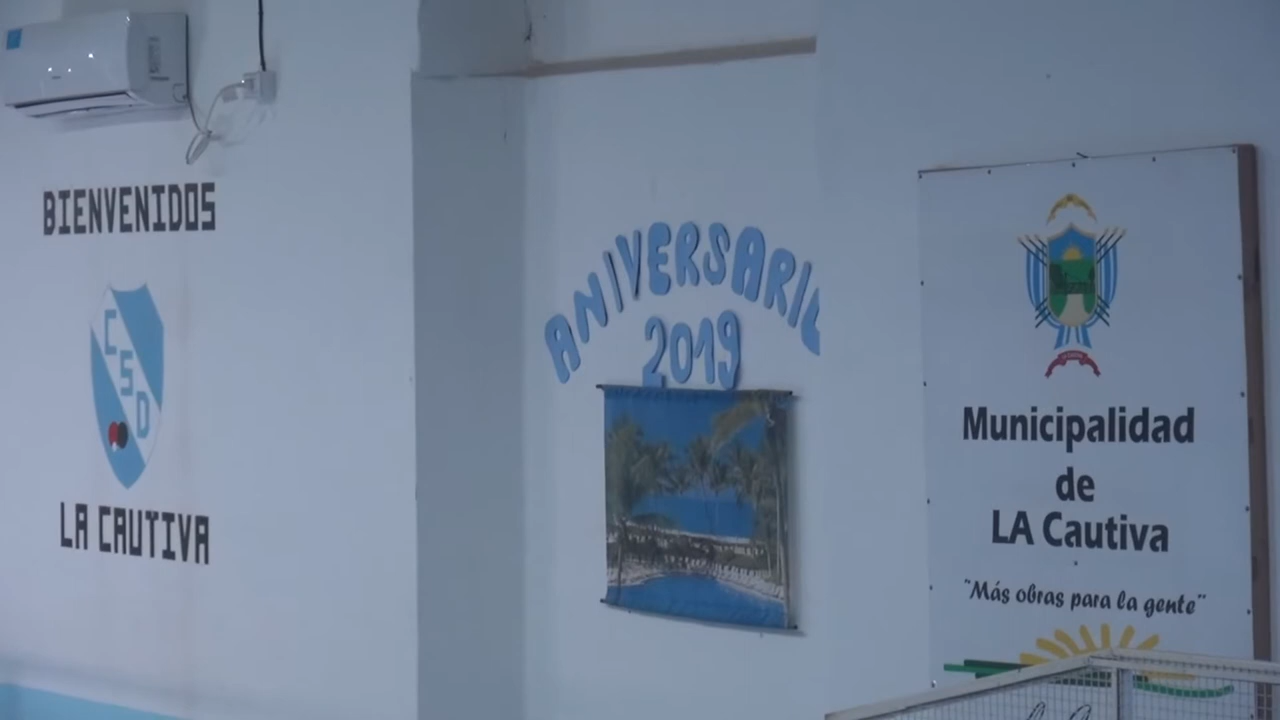 BIENVENIDOS
CSD
LA CAUTIVA
ANIVERSARIO
2019
Municipalidad
de
LA Cautiva
"Más obras para la gente"